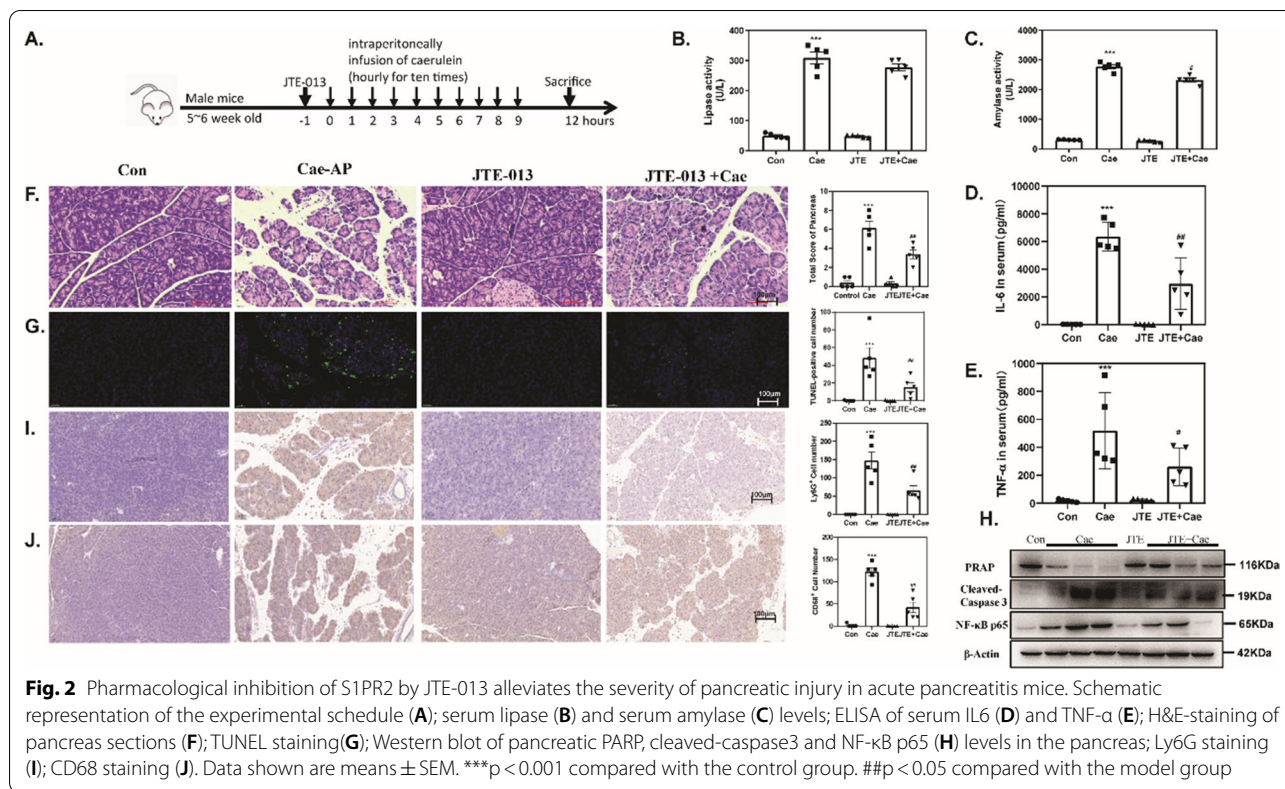 A.
intraperitoneally
infusion of caerulein
(hourly for ten times)
JTE-013
Sacrifice
Male mice
5~6 week old
-1 0 1 2 3 4 5 6 7 8 9 12 hours
B.
Lipase activity
(U/L)
400
300
200
100
0
***
Con Cae JTE JTE+Cae
C.
Amylase activity
(U/L)
4000
3000
2000
1000
0
***
#
Con Cae JTE JTE+Cae
Con Cae-AP JTE-013 JTE-013 +Cae
F.
100μm
Total Score of Pancreas
10
8
6
4
2
0
***
##
Control Cae JTE JTE+Cae
D.
IL-6 In serum (pg/ml)
10000
8000
6000
4000
2000
0
***
##
Con Cae JTE JTE+Cae
G.
100μm
TUNEL-positive cell number
100
80
60
40
20
0
***
##
Con Cae JTE JTE+Cae
E.
TNF-α in serum(pg/ml)
1000
800
600
400
200
0
***
#
Con Cae JTE JTE+Cae
I.
100μm
Ly6G⁺ Cell number
250
200
150
100
50
0
***
##
Con Cae JTE JTE+Cae
J.
100μm
CD68⁺ Cell Number
200
150
100
50
0
***
Con Cae JTE JTE+Cae
H.
Con Cae JTE JTE+Cae
PRAP 116KDa
Cleaved-
Caspase 3 19KDa
NF-κB p65 65KDa
β-Actin 42KDa
Fig. 2 Pharmacological inhibition of S1PR2 by JTE-013 alleviates the severity of pancreatic injury in acute pancreatitis mice. Schematic
representation of the experimental schedule (A); serum lipase (B) and serum amylase (C) levels; ELISA of serum IL6 (D) and TNF-α (E); H&E-staining of
pancreas sections (F); TUNEL staining(G); Western blot of pancreatic PARP, cleaved-caspase3 and NF-κB p65 (H) levels in the pancreas; Ly6G staining
(I); CD68 staining (J). Data shown are means ± SEM. ***p < 0.001 compared with the control group. ##p < 0.05 compared with the model group